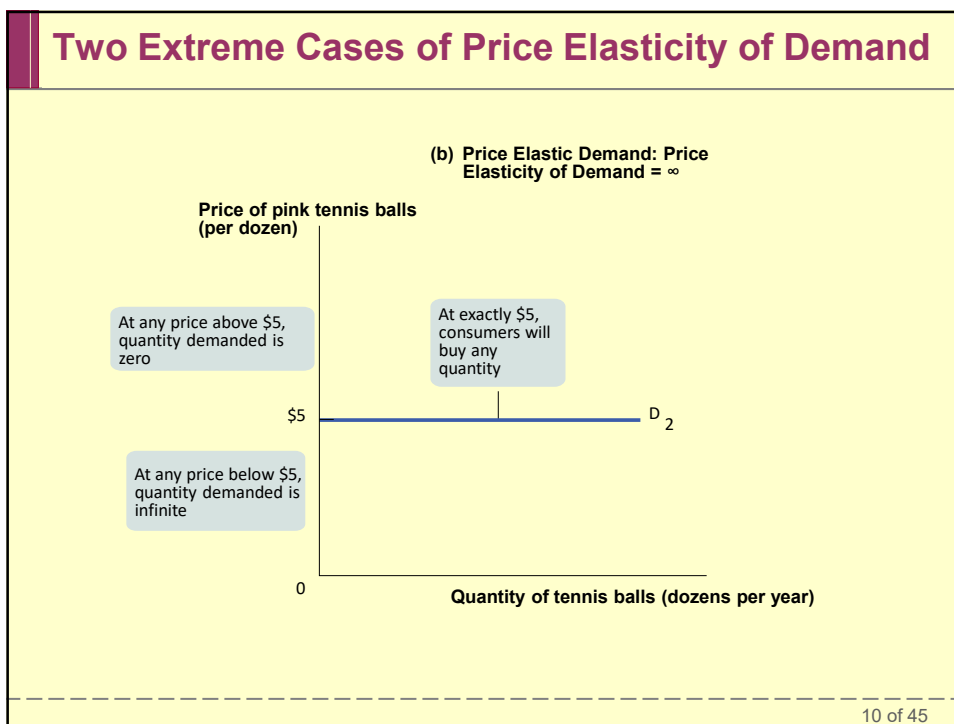 Two Extreme Cases of Price Elasticity of Demand
(b) Price Elastic Demand: Price
Elasticity of Demand = ∞
Price of pink tennis balls
(per dozen)
At any price above $5,
quantity demanded is
zero
At exactly $5,
consumers will
buy any
quantity
$5
D 2
At any price below $5,
quantity demanded is
infinite
0
Quantity of tennis balls (dozens per year)
10 of 45